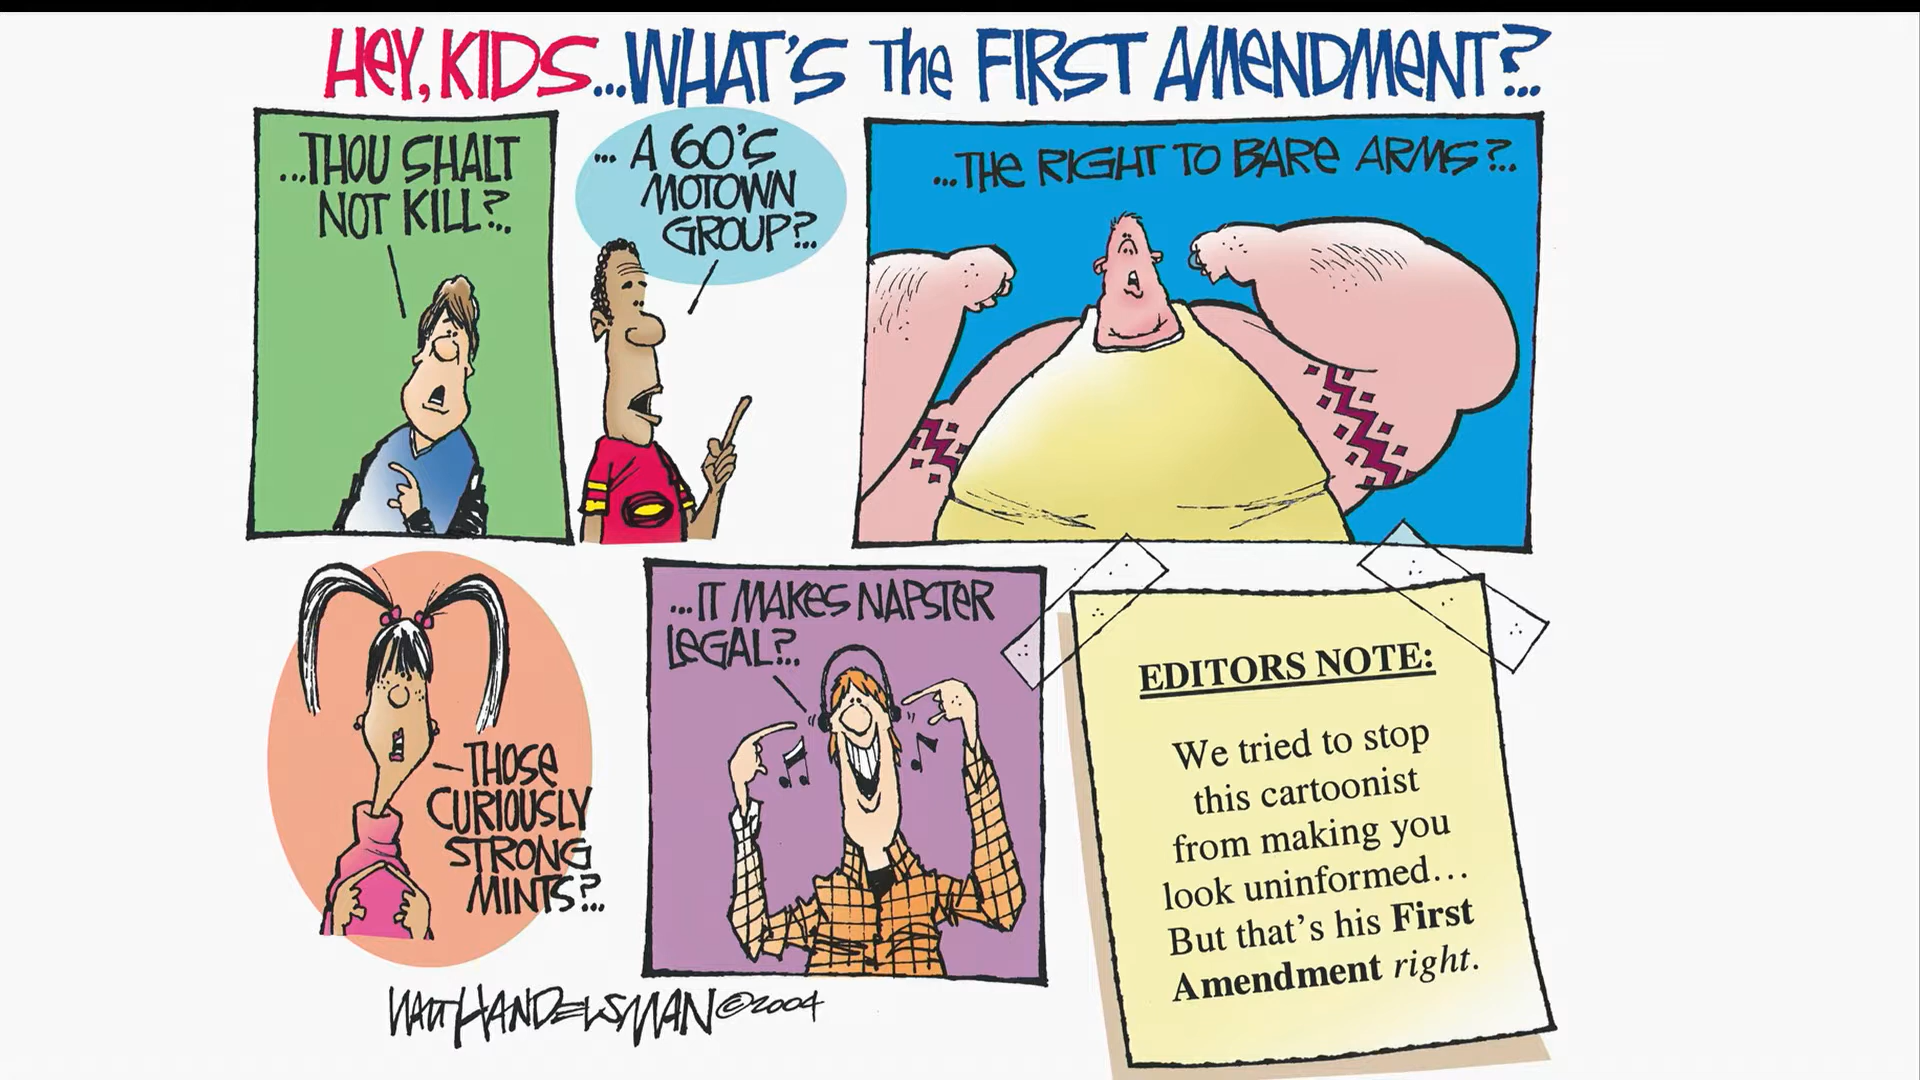 HEY, KIDS...WHAT'S THE FIRST AMENDMENT?...
...THOU SHALT
NOT KILL?...
... A 60'S
MOTOWN
GROUP?...
...THE RIGHT TO BARE ARMS?...
THOSE
CURIOUSLY
STRONG
MINTS?...
...IT MAKES NAPSTER
LEGAL?...
EDITORS NOTE:
We tried to stop
this cartoonist
from making you
look uninformed...
But that's his First
Amendment right.
WALT HANDELSMAN ©2004